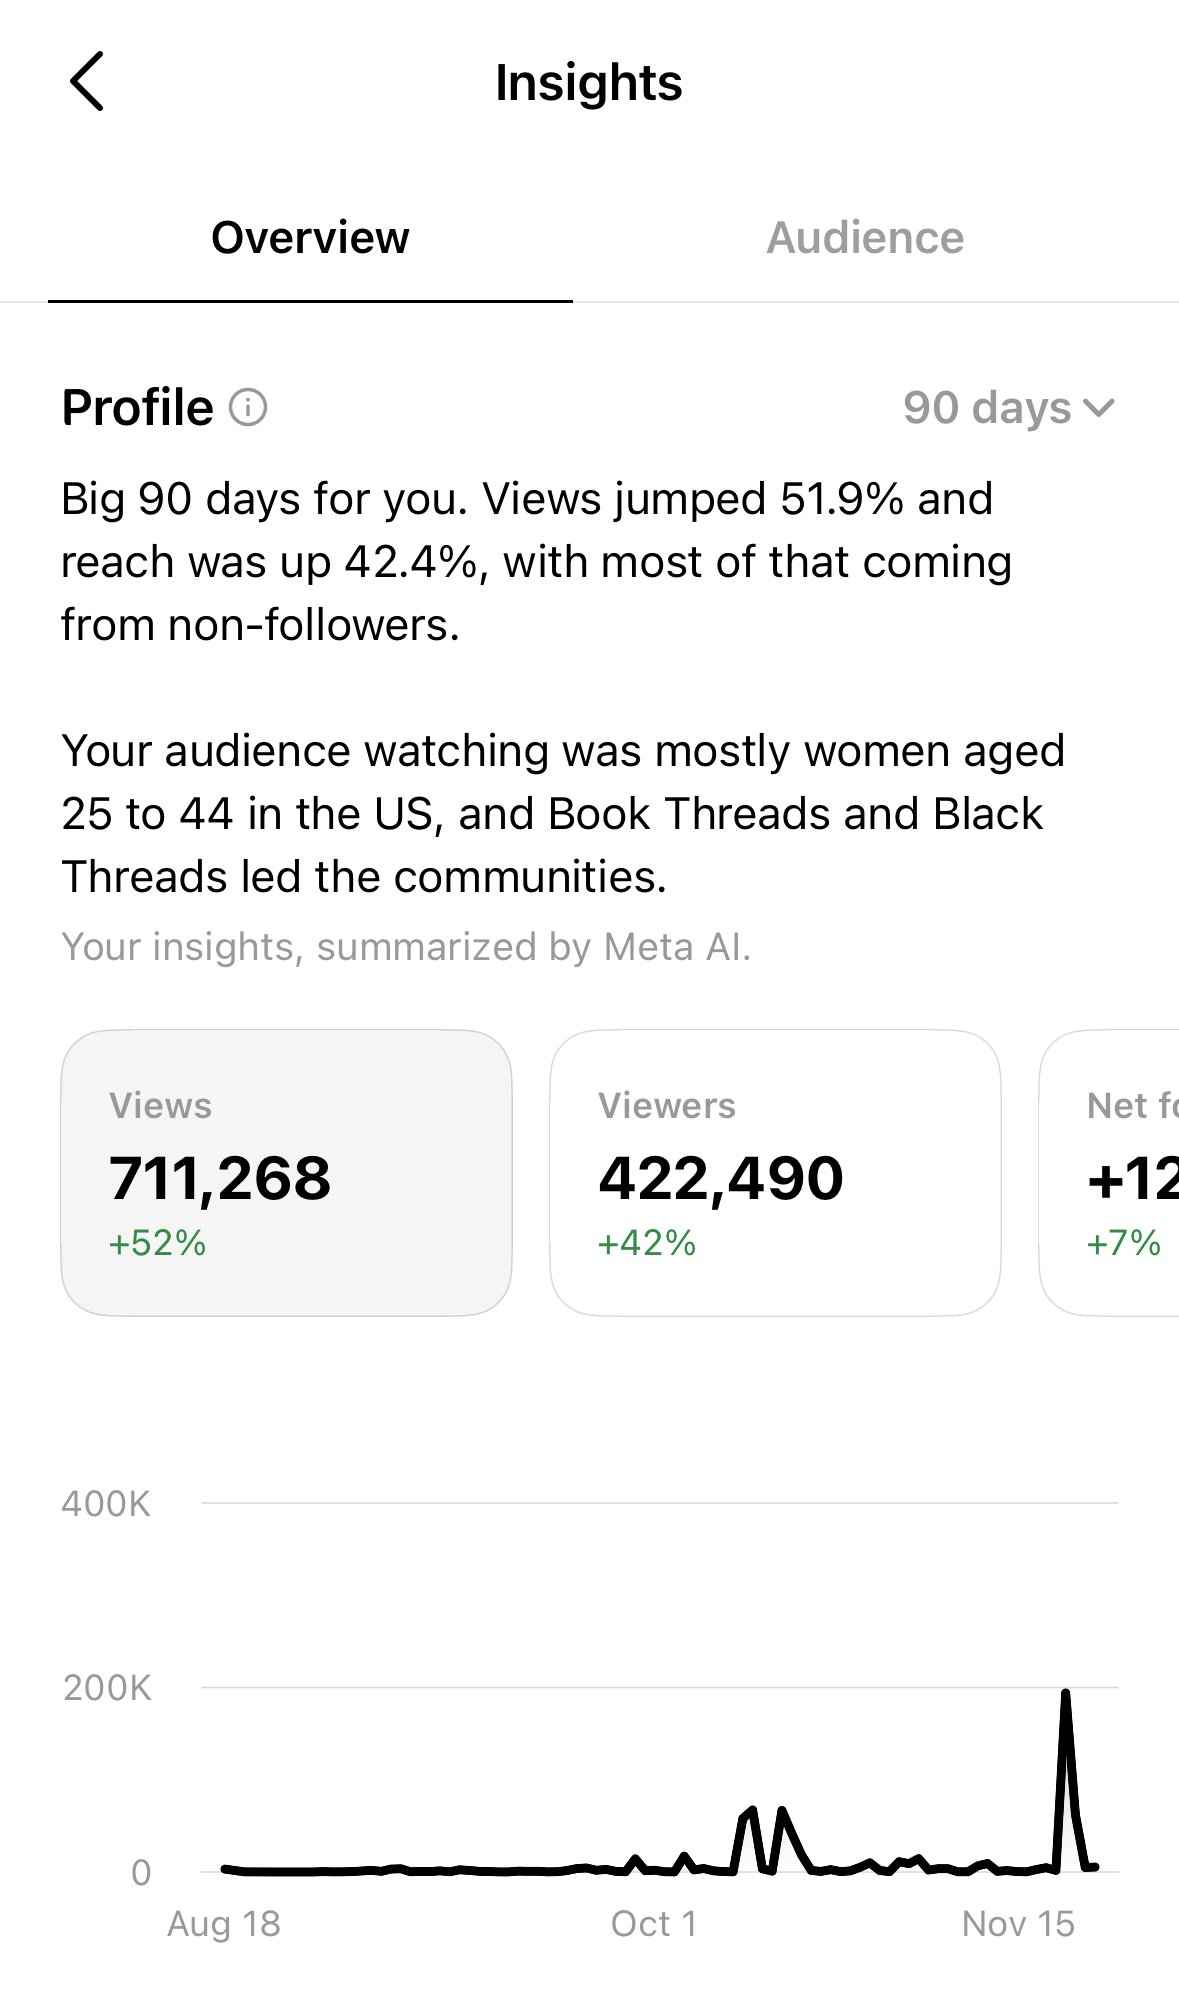 Insights
Overview
Audience
Profile
90 days
Big 90 days for you. Views jumped 51.9% and
reach was up 42.4%, with most of that coming
from non-followers.
Your audience watching was mostly women aged
25 to 44 in the US, and Book Threads and Black
Threads led the communities.
Your insights, summarized by Meta AI.
Views
711,268
+52%
Viewers
422,490
+42%
Net fo
+12
+7%
400K
200K
0
Aug 18
Oct 1
Nov 15